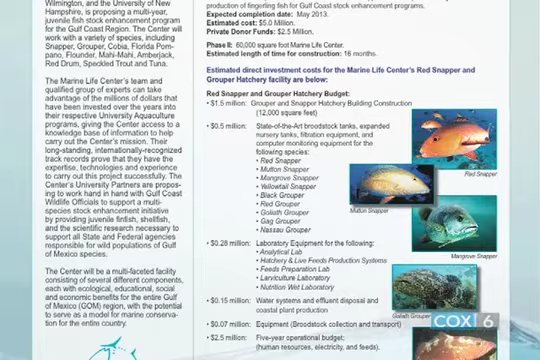 Wilmington, and the University of New
Hampshire, is proposing a multi-year,
juvenile fish stock enhancement program
for the Gulf Coast Region. The Center will
work with a variety of species, including
Snapper, Grouper, Cobia, Florida Pom-
pano, Flounder, Mahi-Mahi, Amberjack,
Red Drum, Speckled Trout and Tuna.
The Marine Life Center's team and
qualified group of experts can take
advantage of the millions of dollars that
have been invested over the years into
their respective University Aquaculture
programs, giving the Center access to a
knowledge base of information to help
carry out the Center's mission. Their
long-standing, internationally-recognized
track records prove that they have the
expertise, technologies and experience
to carry out this project successfully. The
Center's University Partners are propos-
ing to work hand in hand with Gulf Coast
Wildlife Officials to support a multi-
species stock enhancement initiative
by providing juvenile finfish, shellfish,
and the scientific research necessary to
support all State and Federal agencies
responsible for wild populations of Gulf
of Mexico species.
The Center will be a multi-faceted facility
consisting of several different components,
each with ecological, educational, social
and economic benefits for the entire Gulf
of Mexico (GOM) region, with the potential
to serve as a model for marine conserva-
tion for the entire country.
production of fingerling fish for Gulf Coast stock enhancement programs.
Expected completion date: May 2013.
Estimated cost: $5.0 Million.
Private Donor Funds: $2.5 Million.
Phase II: 60,000 square foot Marine Life Center.
Estimated length of time for construction: 16 months.
Estimated direct investment costs for the Marine Life Center's Red Snapper and
Grouper Hatchery facility are below:
Red Snapper and Grouper Hatchery Budget:
• $1.5 million: Grouper and Snapper Hatchery Building Construction
(12,000 square feet)
• $0.5 million: State-of-the-Art broodstock tanks, expanded
nursery tanks, filtration equipment, and
computer monitoring equipment for the
following species:
• Red Snapper
• Mutton Snapper
• Mangrove Snapper
• Yellowtail Snapper
• Black Grouper
• Red Grouper
• Goliath Grouper
• Gag Grouper
• Nassau Grouper
• $0.28 million: Laboratory Equipment for the following:
• Analytical Lab
• Hatchery & Live Feeds Production Systems
• Feeds Preparation Lab
• Larviculture Laboratory
• Nutrition Wet Laboratory
• $0.15 million: Water systems and effluent disposal and
coastal plant production
• $0.07 million: Equipment (Broodstock collection and transport)
• $2.5 million: Five-year operational budget:
(human resources, electricity, and feeds).
Red Snapper
Mutton Snapper
Mangrove Snapper
Goliath Grouper
COX 6